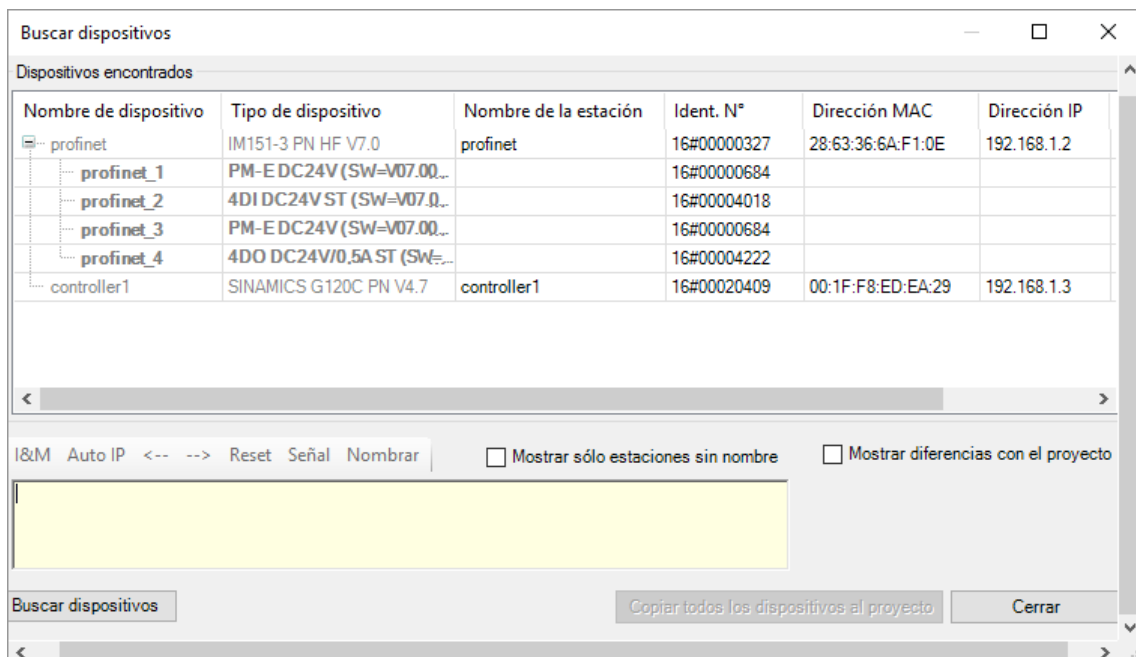 Buscar dispositivos
Dispositivos encontrados
Nombre de dispositivo Tipo de dispositivo Nombre de la estación Ident. N° Dirección MAC Dirección IP
profinet IM151-3 PN HF V7.0 profinet 16#00000327 28:63:36:6A:F1:0E 192.168.1.2
profinet_1 PM-E DC24V (SW=V07.00... 16#00000684
profinet_2 4DI DC24V ST (SW=V07.0... 16#00004018
profinet_3 PM-E DC24V (SW=V07.00... 16#00000684
profinet_4 4DO DC24V/0,5A ST (SW=... 16#00004222
controller1 SINAMICS G120C PN V4.7 controller1 16#00020409 00:1F:F8:ED:EA:29 192.168.1.3
I&M Auto IP <-- --> Reset Señal Nombrar Mostrar sólo estaciones sin nombre Mostrar diferencias con el proyecto
Buscar dispositivos Copiar todos los dispositivos al proyecto Cerrar